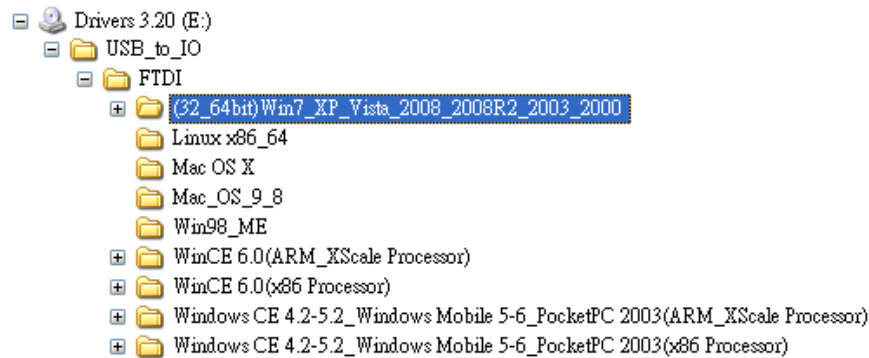 Drivers 3.20 (E:)
USB_to_IO
FTDI
(32_64bit)Win7_XP_Vista_2008_2008R2_2003_2000
Linux x86_64
Mac OS X
Mac_OS_9_8
Win98_ME
WinCE 6.0(ARM_XScale Processor)
WinCE 6.0(x86 Processor)
Windows CE 4.2-5.2_Windows Mobile 5-6_PocketPC 2003(ARM_XScale Processor)
Windows CE 4.2-5.2_Windows Mobile 5-6_PocketPC 2003(x86 Processor)